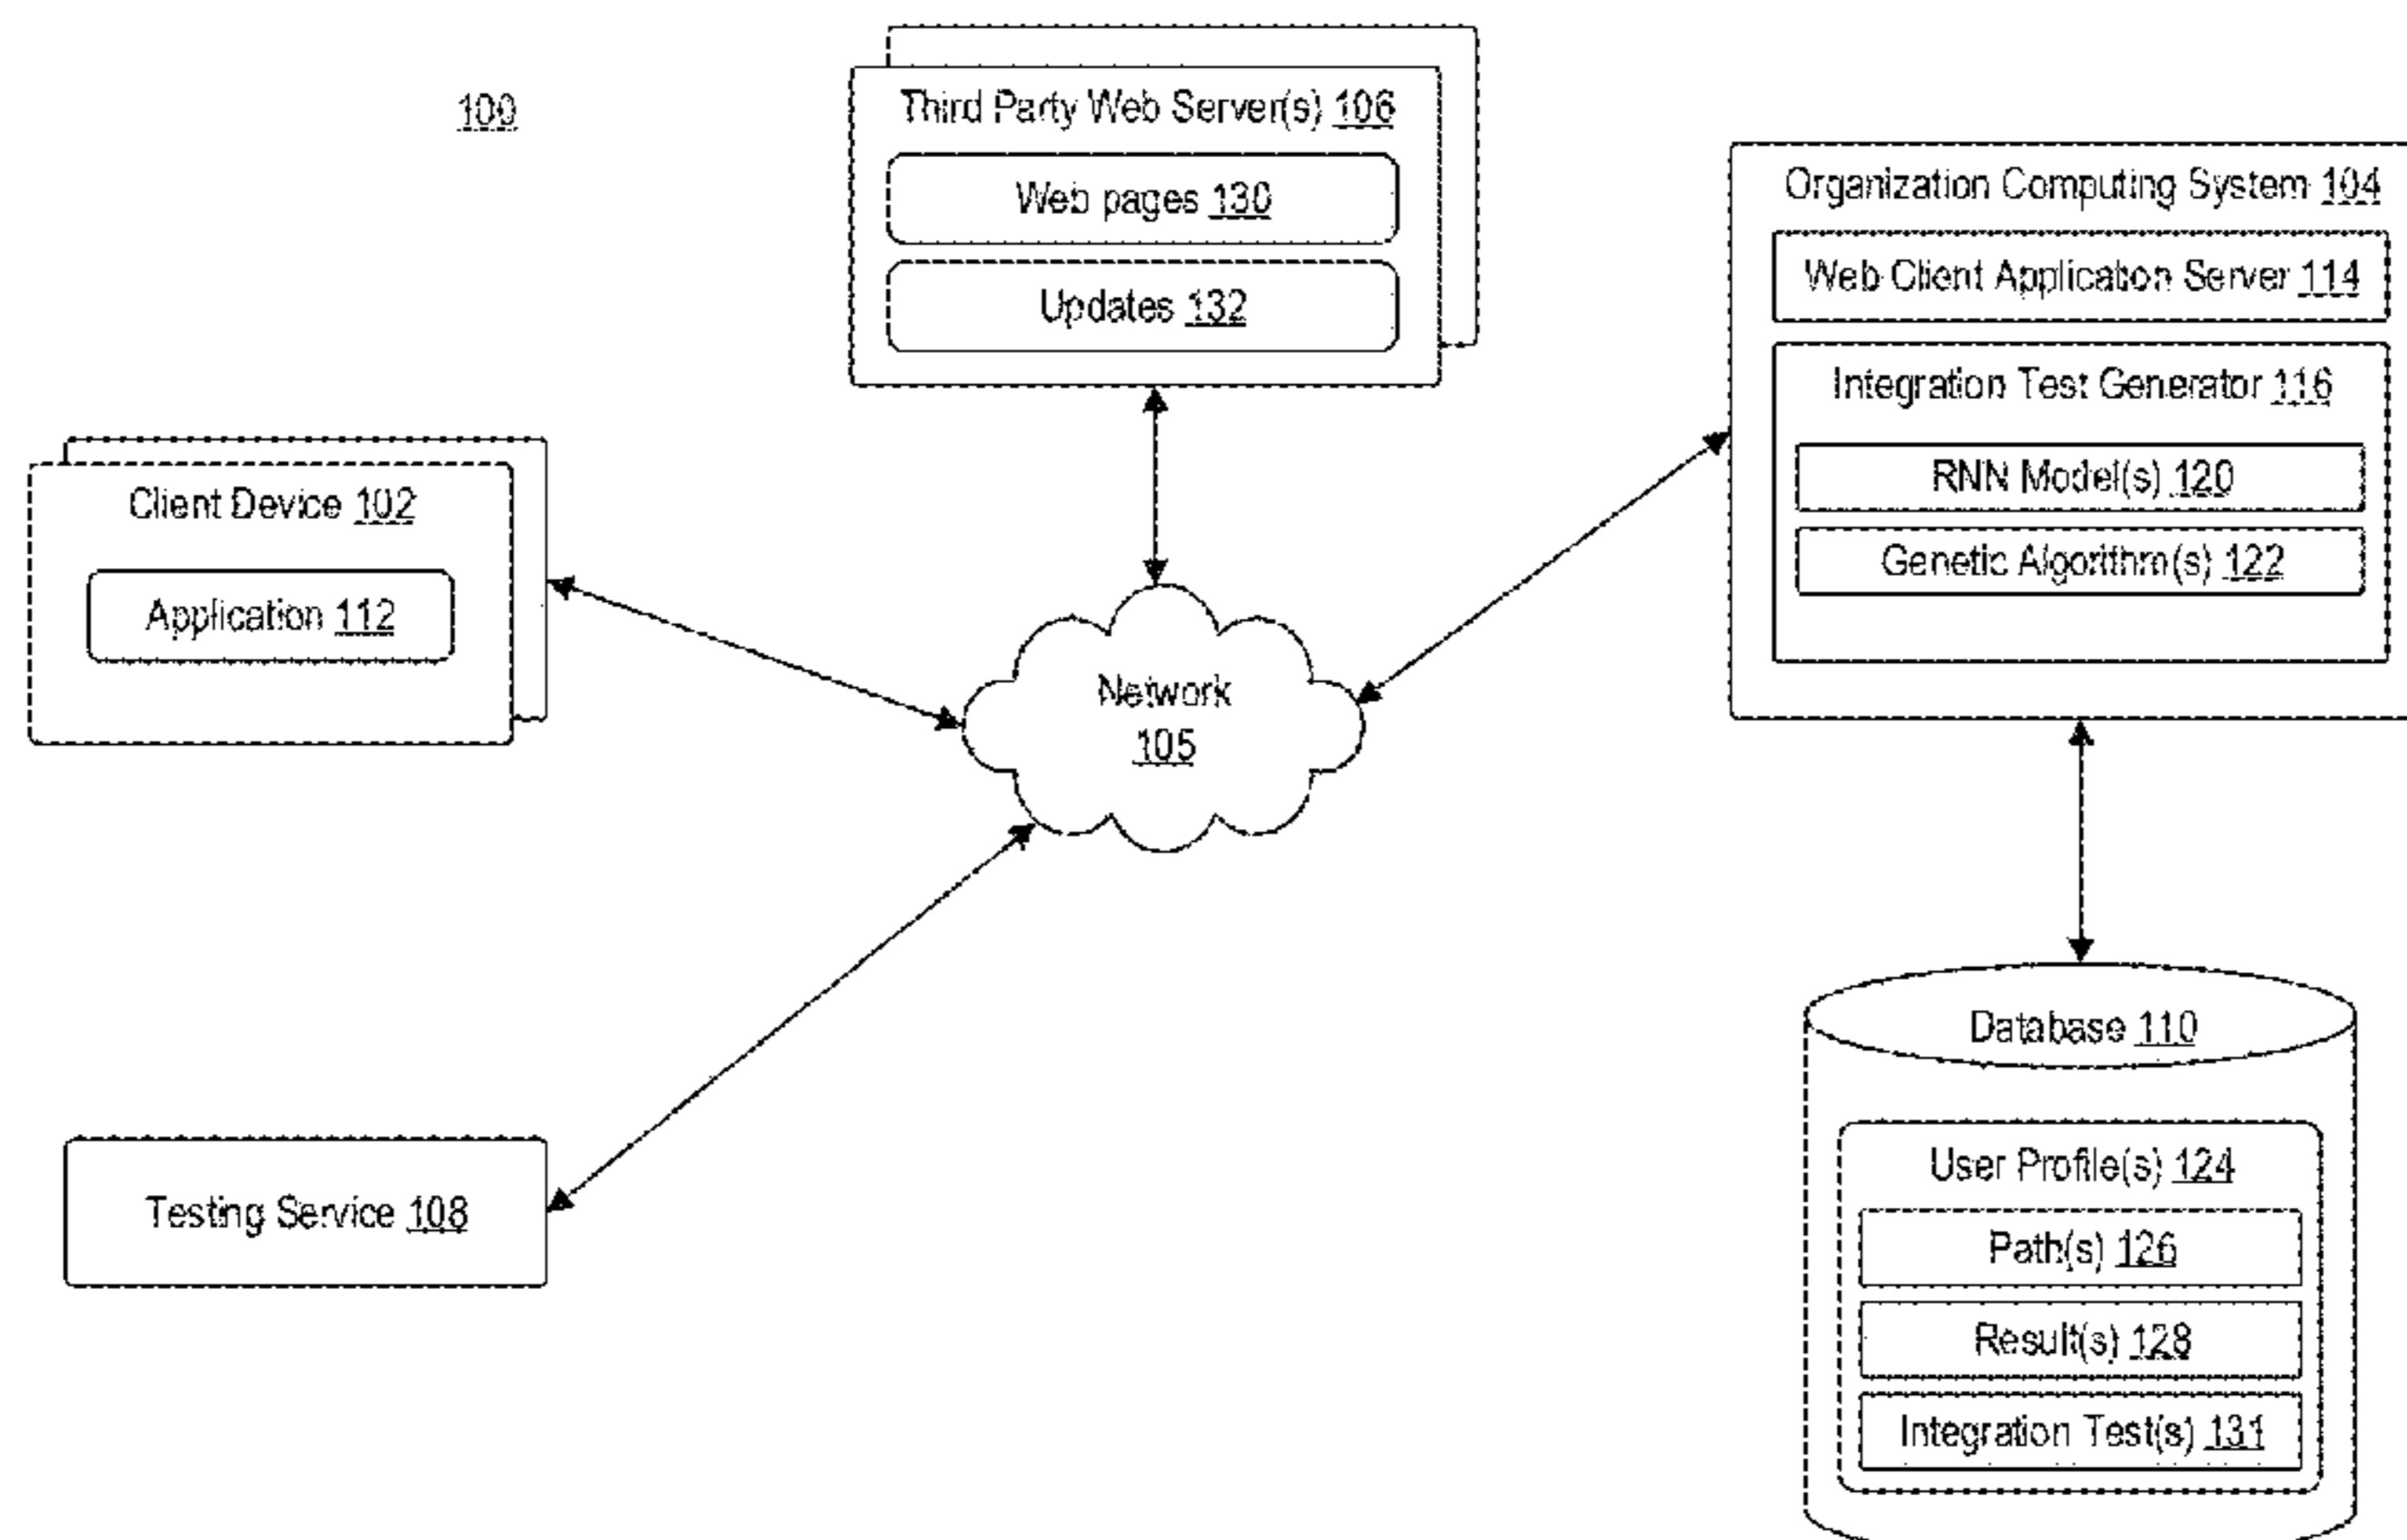 100
Third Party Web Server(s) 106
Web pages 130
Updates 132
Organization Computing System 104
Web Client Application Server 114
Integration Test Generator 116
RNN Model(s) 120
Genetic Algorithm(s) 122
Client Device 102
Application 112
Network
105
Testing Service 108
Database 110
User Profile(s) 124
Path(s) 126
Result(s) 128
Integration Test(s) 131